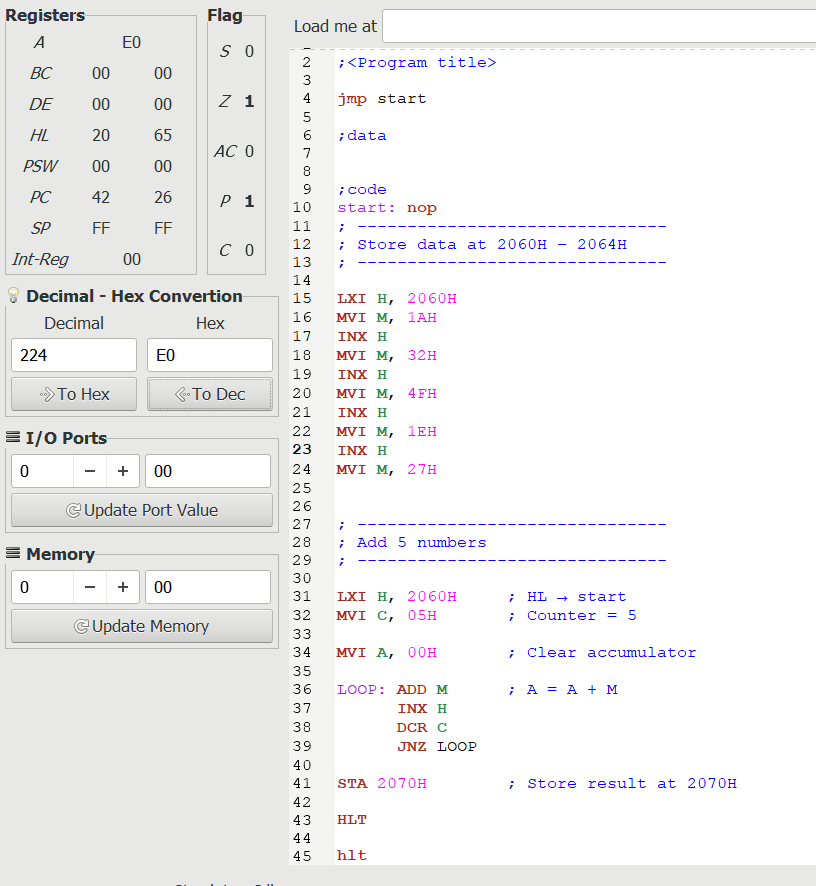 Registers
A E0
BC 00 00
DE 00 00
HL 20 65
PSW 00 00
PC 42 26
SP FF FF
Int-Reg 00
Flag
S 0
Z 1
AC 0
P 1
C 0
Decimal - Hex Convertion
Decimal Hex
224 E0
To Hex To Dec
I/O Ports
0 − + 00
Update Port Value
Memory
0 − + 00
Update Memory
Load me at
2 ;<Program title>
3
4 jmp start
5
6 ;data
7
8
9 ;code
10 start: nop
11 ; -------------------------------
12 ; Store data at 2060H – 2064H
13 ; -------------------------------
14
15 LXI H, 2060H
16 MVI M, 1AH
17 INX H
18 MVI M, 32H
19 INX H
20 MVI M, 4FH
21 INX H
22 MVI M, 1EH
23 INX H
24 MVI M, 27H
25
26
27 ; -------------------------------
28 ; Add 5 numbers
29 ; -------------------------------
30
31 LXI H, 2060H ; HL → start
32 MVI C, 05H ; Counter = 5
33
34 MVI A, 00H ; Clear accumulator
35
36 LOOP: ADD M ; A = A + M
37 INX H
38 DCR C
39 JNZ LOOP
40
41 STA 2070H ; Store result at 2070H
42
43 HLT
44
45 hlt